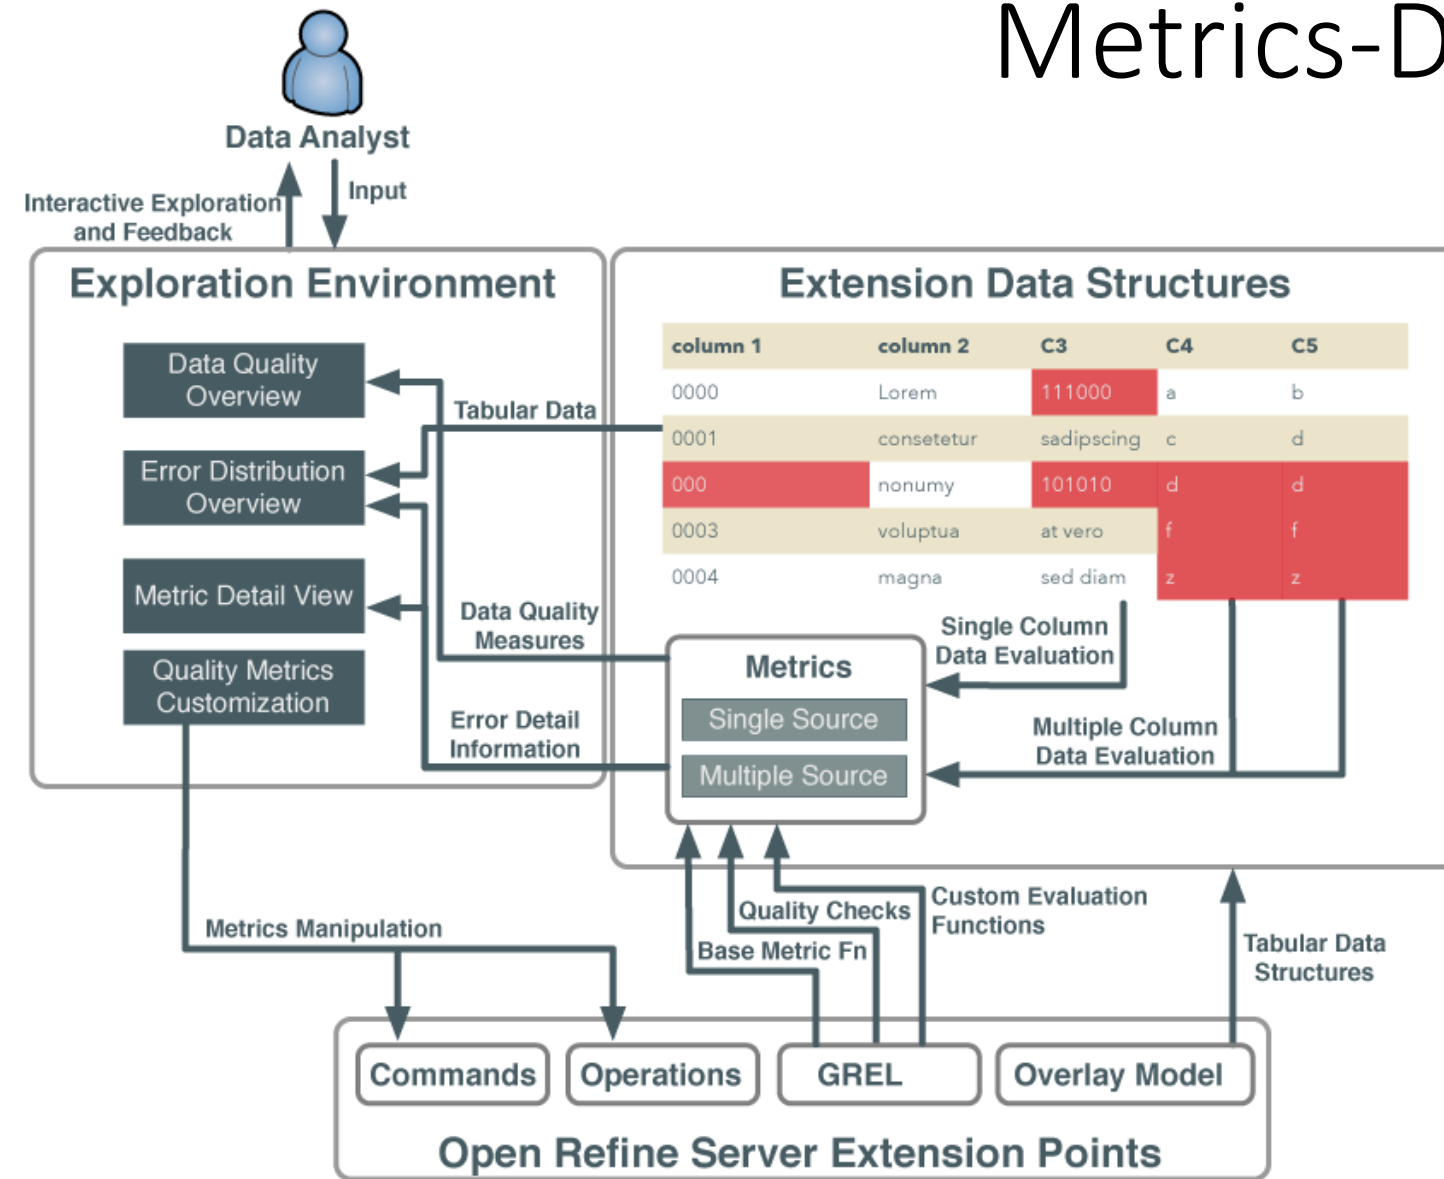 Metrics-D
Data Analyst
Interactive Exploration
and Feedback
Input
Exploration Environment
Data Quality
Overview
Error Distribution
Overview
Metric Detail View
Quality Metrics
Customization
Tabular Data
Data Quality
Measures
Error Detail
Information
Extension Data Structures
column 1 column 2 C3 C4 C5
0000 Lorem 111000 a b
0001 consetetur sadipscing c d
000 nonumy 101010 d d
0003 voluptua at vero f f
0004 magna sed diam z z
Single Column
Data Evaluation
Metrics
Single Source
Multiple Source
Multiple Column
Data Evaluation
Metrics Manipulation
Quality Checks
Base Metric Fn
Custom Evaluation
Functions
Tabular Data
Structures
Commands
Operations
GREL
Overlay Model
Open Refine Server Extension Points